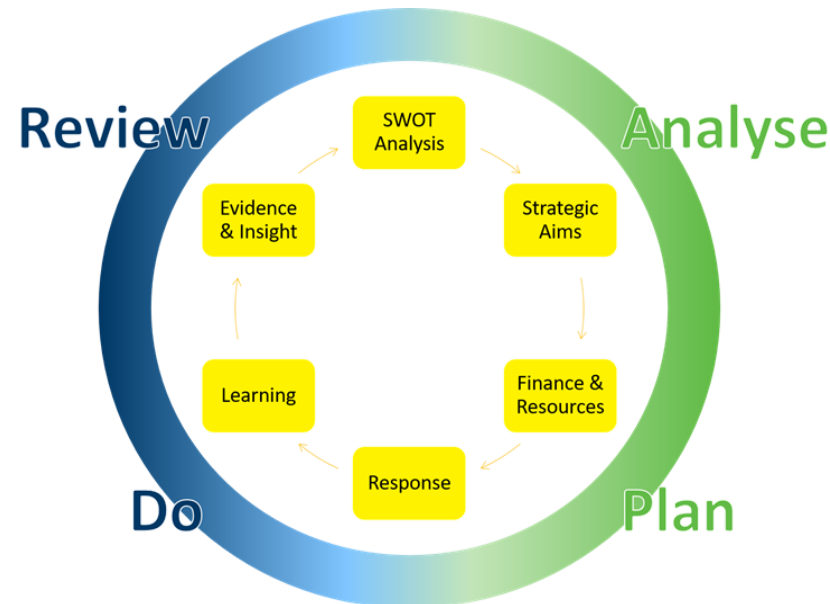 Review
Analyse
SWOT
Analysis
Evidence
& Insight
Strategic
Aims
Learning
Finance &
Resources
Response
Do
Plan